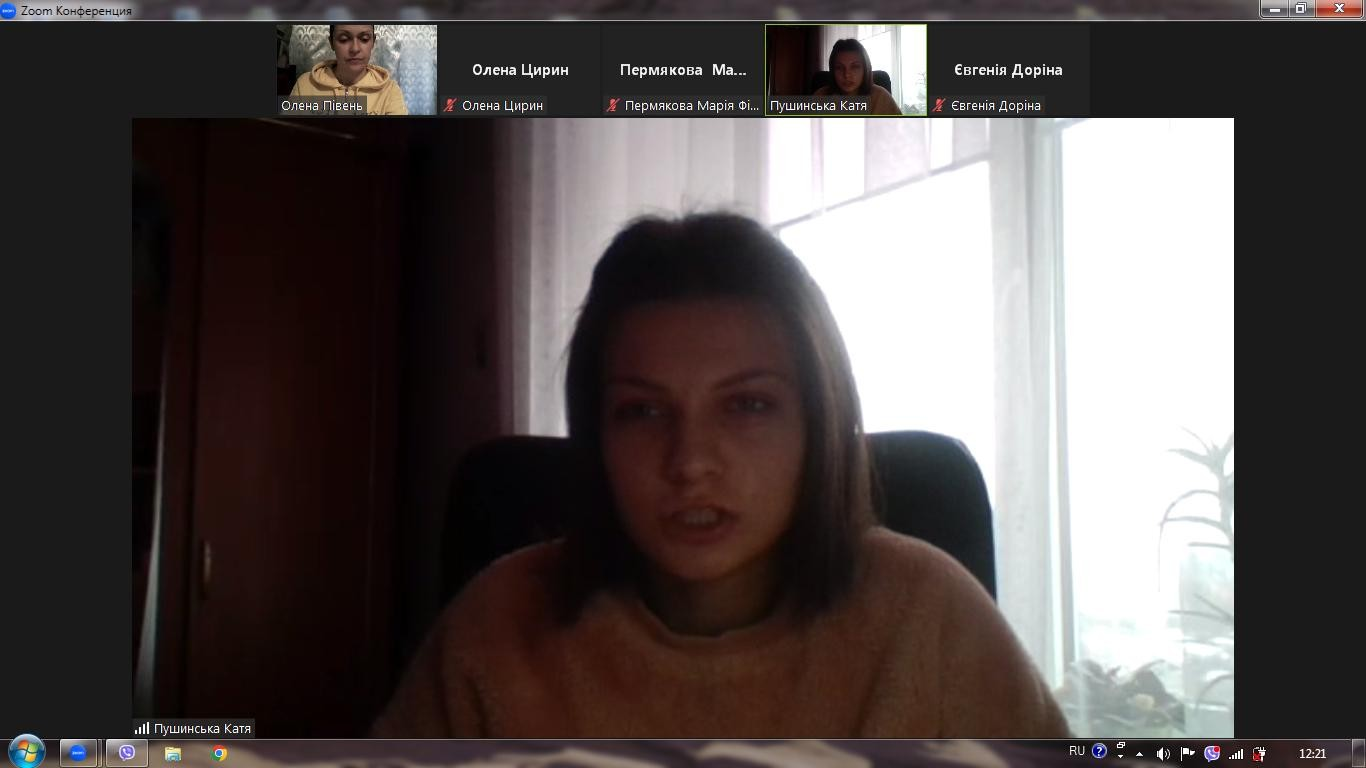 Zoom Конференция
Олена Цирин
Пермякова Ма...
Євгенія Доріна
Олена Півень
Олена Цирин
Пермякова Марія Фі...
Пушинська Катя
Євгенія Доріна
Пушинська Катя
RU
12:21